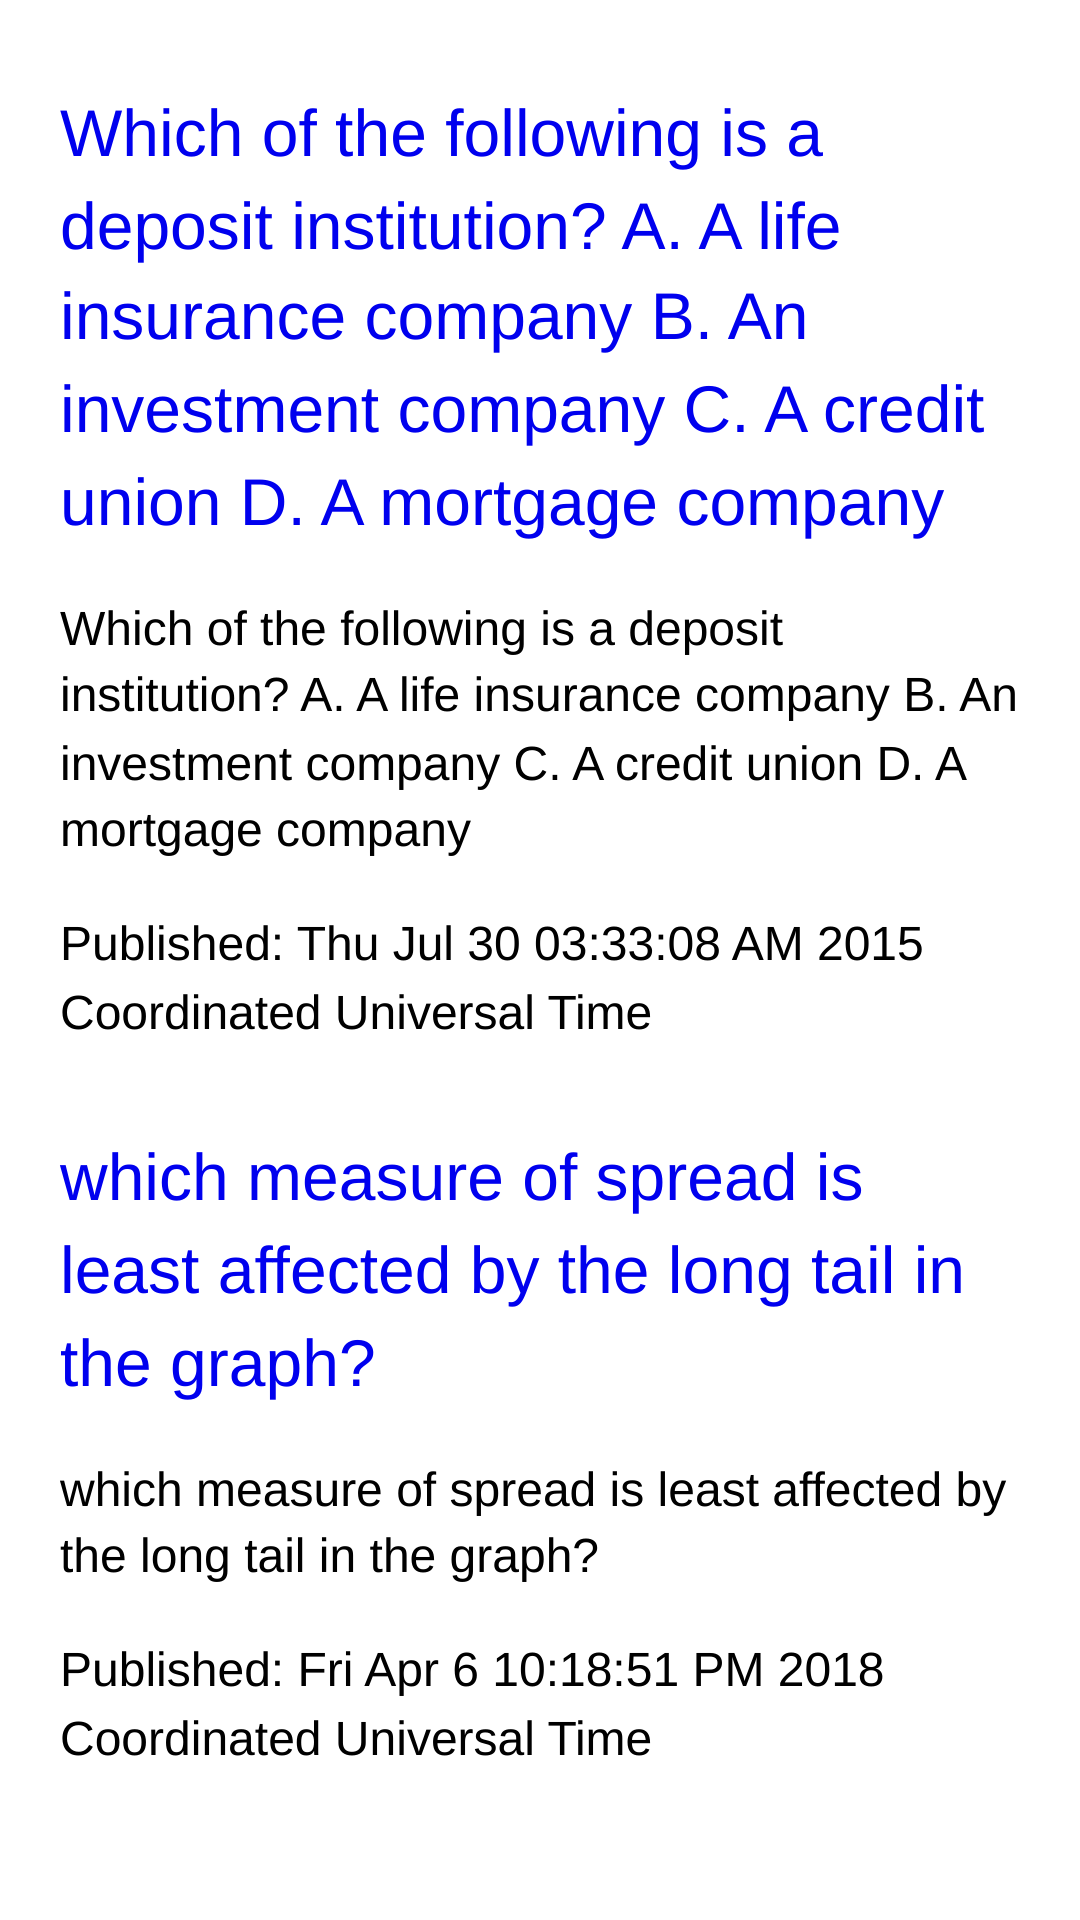 Which of the following is a
deposit institution? A. A life
insurance company B. An
investment company C. A credit
union D. A mortgage company
Which of the following is a deposit
institution? A. A life insurance company B. An
investment company C. A credit union D. A
mortgage company
Published: Thu Jul 30 03:33:08 AM 2015
Coordinated Universal Time
which measure of spread is
least affected by the long tail in
the graph?
which measure of spread is least affected by
the long tail in the graph?
Published: Fri Apr 6 10:18:51 PM 2018
Coordinated Universal Time